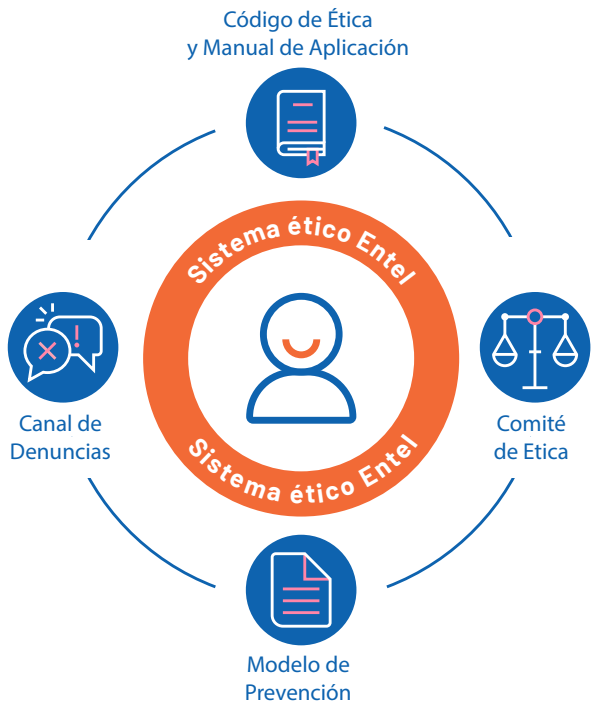 Código de Ética
y Manual de Aplicación
Sistema ético Entel
Canal de
Denuncias
Comité
de Etica
Sistema ético Entel
Modelo de
Prevención